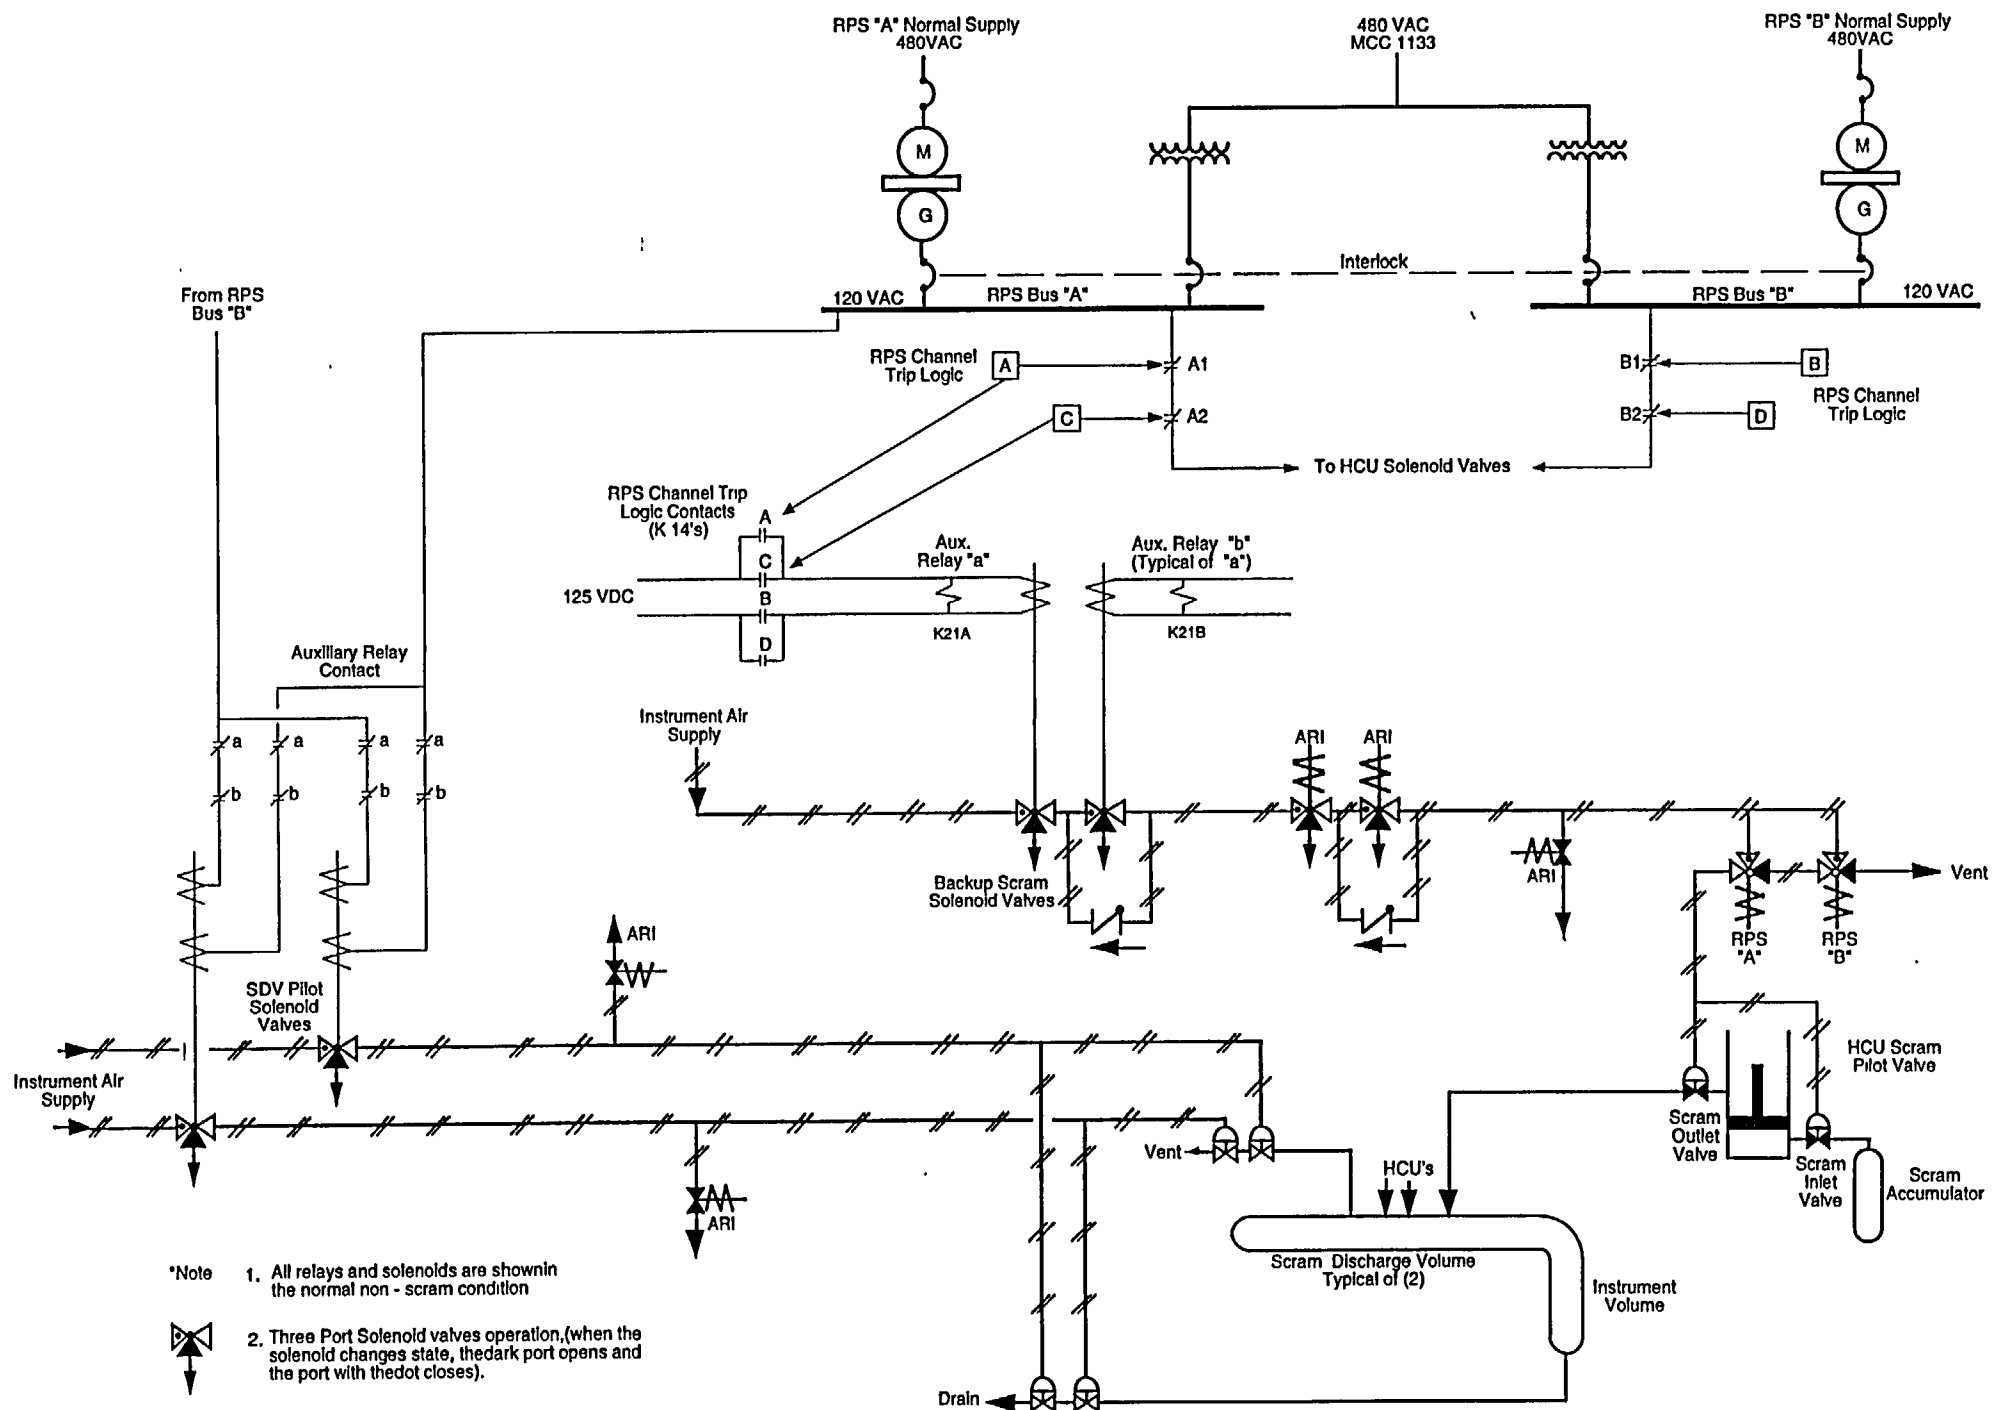 RPS "A" Normal Supply
480VAC
480 VAC
MCC 1133
RPS "B" Normal Supply
480VAC
M
G
M
G
Interlock
120 VAC
RPS Bus "A"
RPS Bus "B"
120 VAC
From RPS
Bus "B"
RPS Channel
Trip Logic
A
A1
C
A2
B1
B
B2
D
RPS Channel
Trip Logic
To HCU Solenoid Valves
RPS Channel Trip
Logic Contacts
(K 14's)
A
C
B
D
125 VDC
Aux.
Relay "a"
K21A
Aux. Relay "b"
(Typical of "a")
K21B
Auxiliary Relay
Contact
a
a
a
a
b
b
b
b
Instrument Air
Supply
ARI
ARI
Backup Scram
Solenoid Valves
ARI
Vent
RPS
"A"
RPS
"B"
ARI
SDV Pilot
Solenoid
Valves
Instrument Air
Supply
ARI
Vent
HCU's
HCU Scram
Pilot Valve
Scram
Outlet
Valve
Scram
Inlet
Valve
Scram
Accumulator
Scram Discharge Volume
Typical of (2)
Instrument
Volume
Drain
*Note 1. All relays and solenoids are shownin
the normal non - scram condition
2. Three Port Solenoid valves operation,(when the
solenoid changes state, thedark port opens and
the port with thedot closes).